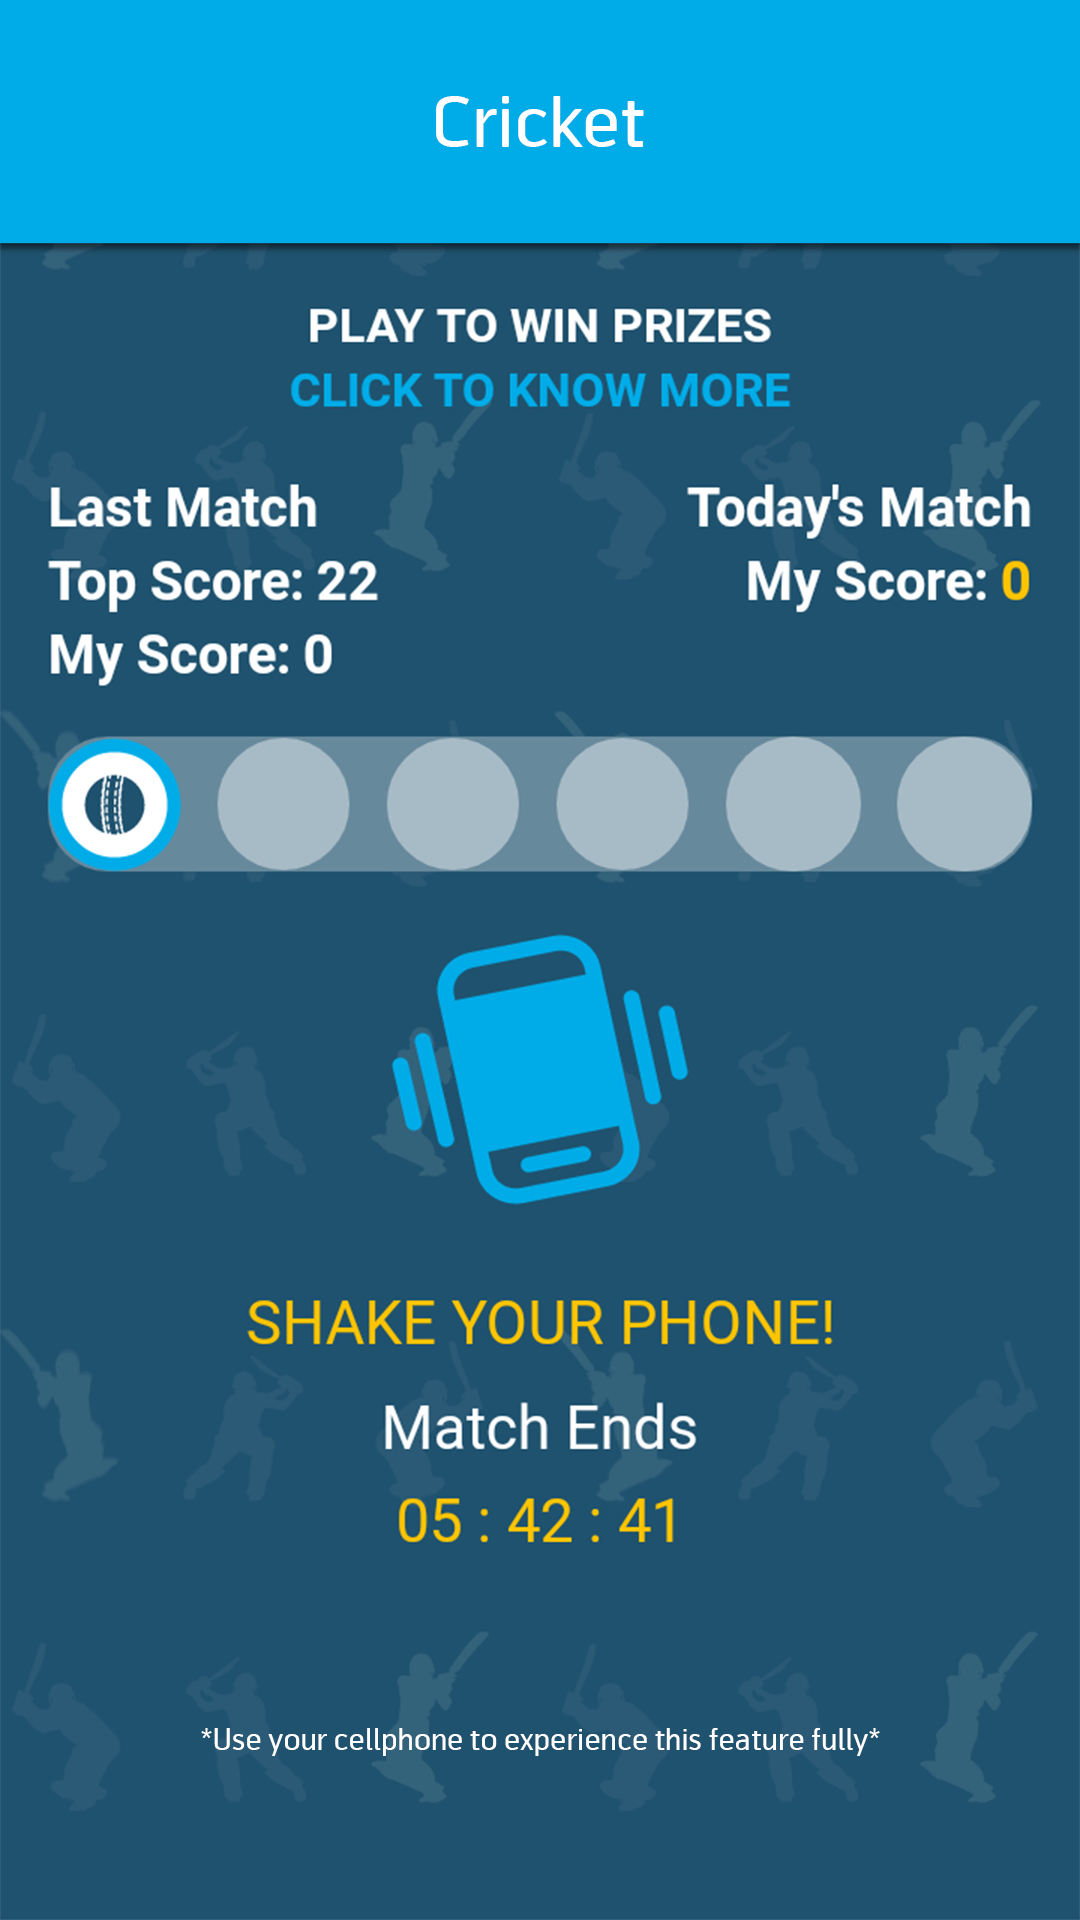 Cricket
PLAY TO WIN PRIZES
CLICK TO KNOW MORE
Last Match
Top Score: 22
My Score: 0
Today's Match
My Score: 0
SHAKE YOUR PHONE!
Match Ends
05 : 42 : 41
*Use your cellphone to experience this feature fully*